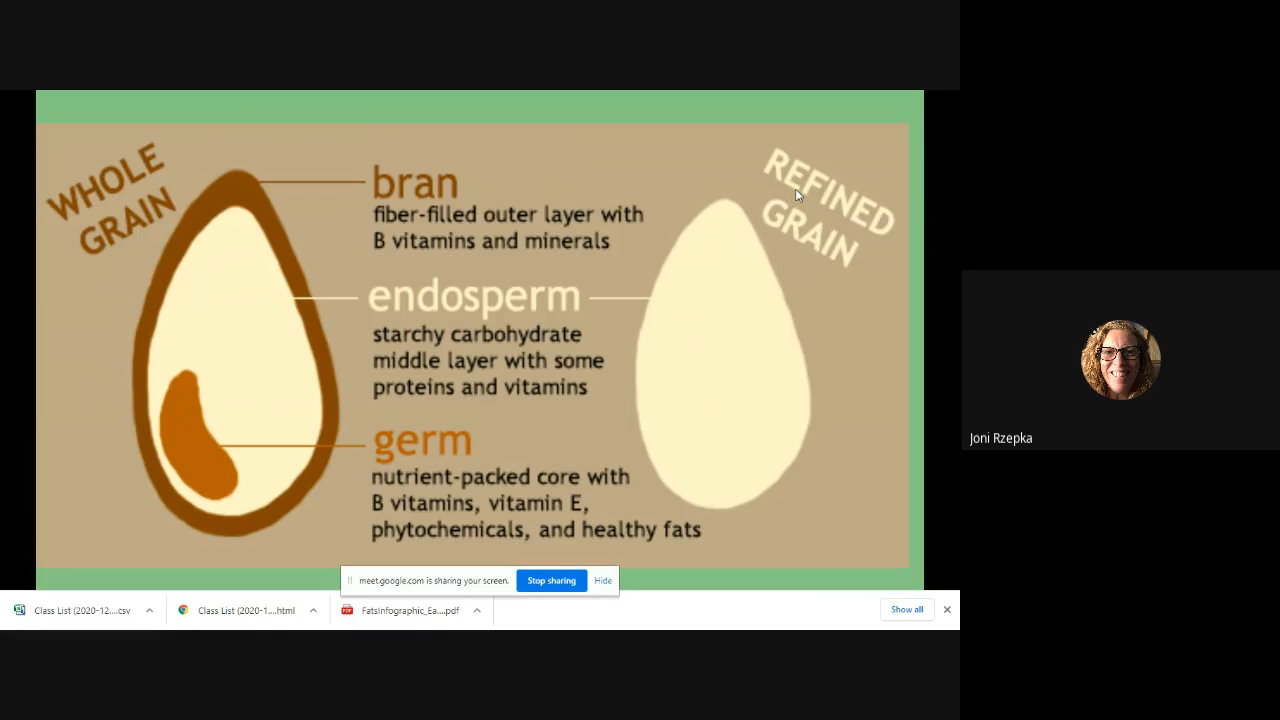 WHOLE
GRAIN
bran
fiber-filled outer layer with
B vitamins and minerals
endosperm
starchy carbohydrate
middle layer with some
proteins and vitamins
germ
nutrient-packed core with
B vitamins, vitamin E,
phytochemicals, and healthy fats
REFINED
GRAIN
Joni Rzepka
meet.google.com is sharing your screen.
Stop sharing
Hide
Class List (2020-12....csv
Class List (2020-1....html
FatsInfographic_Ea....pdf
Show all